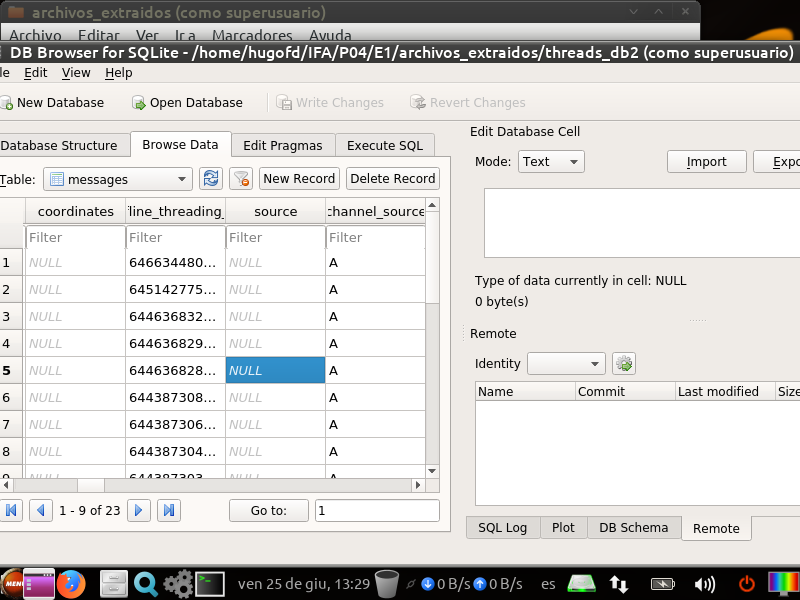 archivos_extraidos (como superusuario)
Archivo Editar Ver Ir a Marcadores Ayuda
DB Browser for SQLite - /home/hugofd/IFA/P04/E1/archivos_extraidos/threads_db2 (como superusuario)
le Edit View Help
New Database Open Database Write Changes Revert Changes
Database Structure Browse Data Edit Pragmas Execute SQL
Table: messages New Record Delete Record
coordinates fline_threading_ source channel_source
Filter Filter Filter Filter
1 NULL 646634480... NULL A
2 NULL 645142775... NULL A
3 NULL 644636832... NULL A
4 NULL 644636829... NULL A
5 NULL 644636828... NULL A
6 NULL 644387308... NULL A
7 NULL 644387306... NULL A
8 NULL 644387304... NULL A
9 NULL 644387303... NULL A
1 - 9 of 23 Go to: 1
Edit Database Cell
Mode: Text Import Expo
Type of data currently in cell: NULL
0 byte(s)
Remote
Identity
Name Commit Last modified Size
SQL Log Plot DB Schema Remote
MENU ven 25 de giu, 13:29 0 B/s 0 B/s es